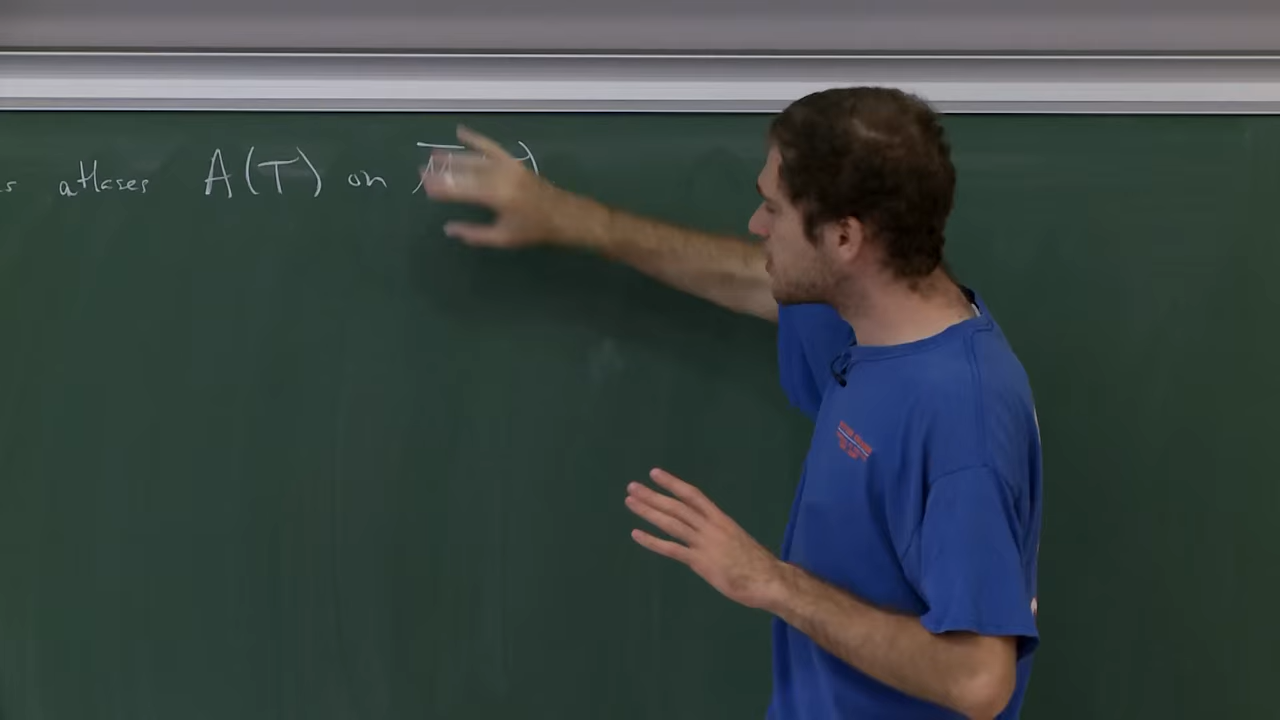 atlases A(T) on M̅ )